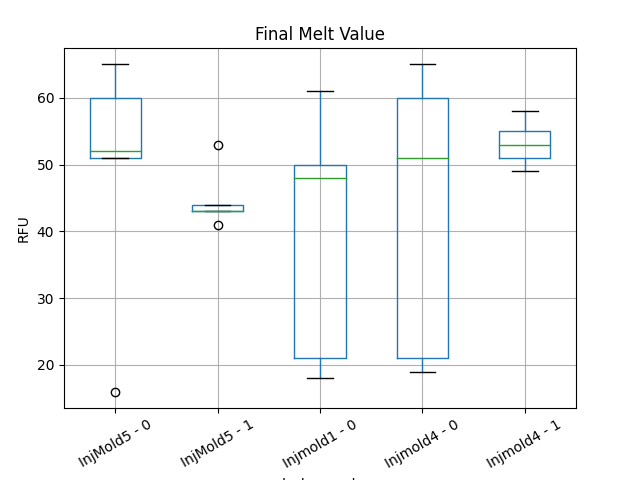 Final Melt Value
RFU
60
50
40
30
20
InjMold5 - 0
InjMold5 - 1
Injmold1 - 0
Injmold4 - 0
Injmold4 - 1